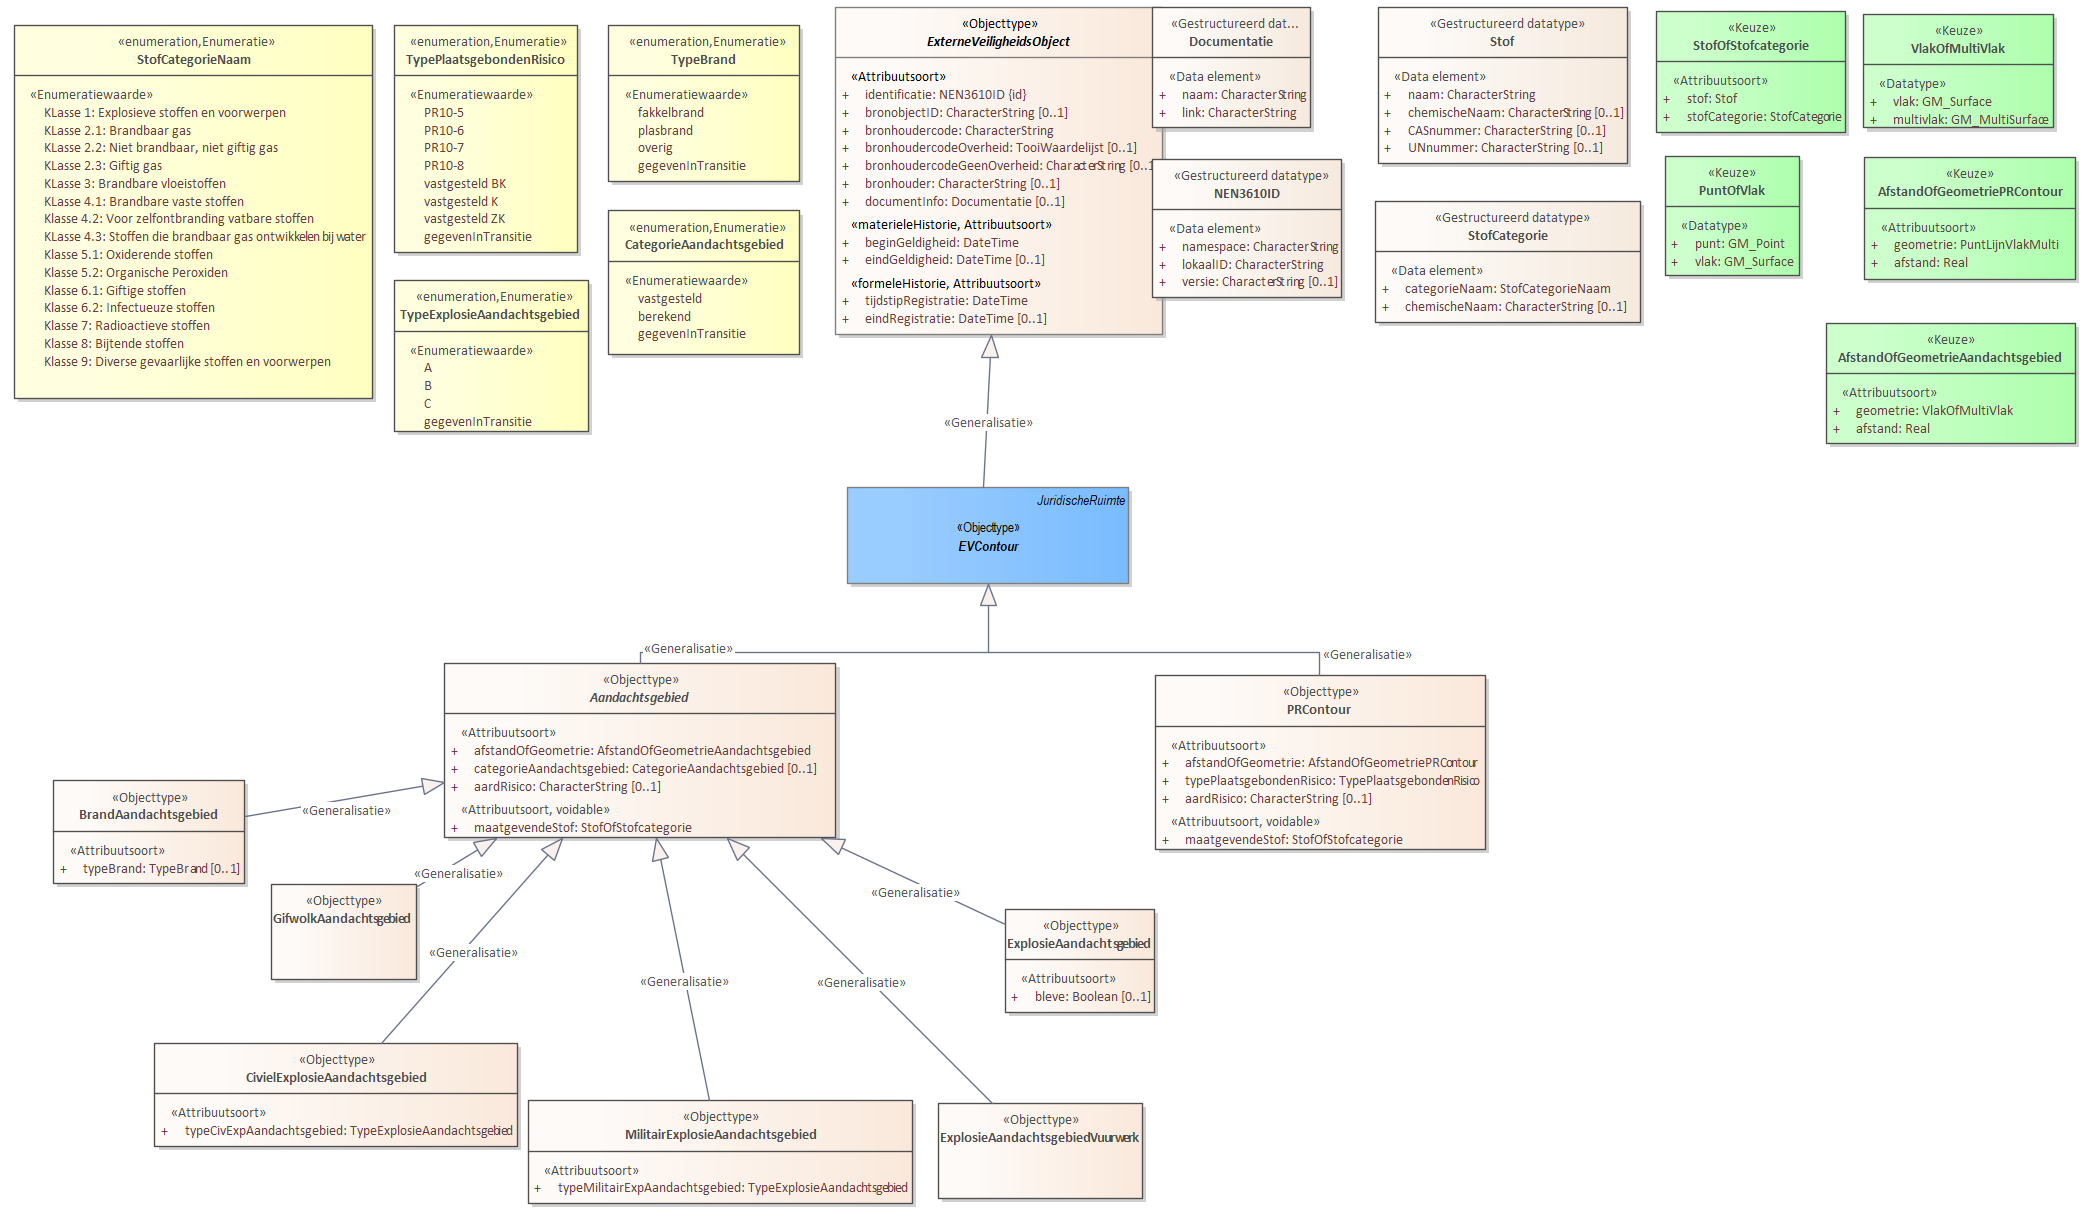 «enumeration,Enumeratie»
StofCategorieNaam
«Enumeratiewaarde»
KLasse 1: Explosieve stoffen en voorwerpen
KLasse 2.1: Brandbaar gas
KLasse 2.2: Niet brandbaar, niet giftig gas
KLasse 2.3: Giftig gas
KLasse 3: Brandbare vloeistoffen
KLasse 4.1: Brandbare vaste stoffen
Klasse 4.2: Voor zelfontbranding vatbare stoffen
KLasse 4.3: Stoffen die brandbaar gas ontwikkelen bij water
Klasse 5.1: Oxiderende stoffen
Klasse 5.2: Organische Peroxiden
Klasse 6.1: Giftige stoffen
Klasse 6.2: Infectueuze stoffen
Klasse 7: Radioactieve stoffen
Klasse 8: Bijtende stoffen
Klasse 9: Diverse gevaarlijke stoffen en voorwerpen
«enumeration,Enumeratie»
TypePlaatsgebondenRisico
«Enumeratiewaarde»
PR10-5
PR10-6
PR10-7
PR10-8
vastgesteld BK
vastgesteld K
vastgesteld ZK
gegevenInTransitie
«enumeration,Enumeratie»
TypeExplosieAandachtsgebied
«Enumeratiewaarde»
A
B
C
gegevenInTransitie
«enumeration,Enumeratie»
TypeBrand
«Enumeratiewaarde»
fakkelbrand
plasbrand
overig
gegevenInTransitie
«enumeration,Enumeratie»
CategorieAandachtsgebied
«Enumeratiewaarde»
vastgesteld
berekend
gegevenInTransitie
«Objecttype»
ExterneVeiligheidsObject
«Attribuutsoort»
+ identificatie: NEN3610ID {id}
+ bronobjectID: CharacterString [0..1]
+ bronhoudercode: CharacterString
+ bronhoudercodeOverheid: TooiWaardelijst [0..1]
+ bronhoudercodeGeenOverheid: CharacterString [0..1
+ bronhouder: CharacterString [0..1]
+ documentInfo: Documentatie [0..1]
«materieleHistorie, Attribuutsoort»
+ beginGeldigheid: DateTime
+ eindGeldigheid: DateTime [0..1]
«formeleHistorie, Attribuutsoort»
+ tijdstipRegistratie: DateTime
+ eindRegistratie: DateTime [0..1]
«Gestructureerd dat...
Documentatie
«Data element»
+ naam: CharacterString
+ link: CharacterString
«Gestructureerd datatype»
NEN3610ID
«Data element»
+ namespace: CharacterString
+ lokaalID: CharacterString
+ versie: CharacterString [0..1]
«Gestructureerd datatype»
Stof
«Data element»
+ naam: CharacterString
+ chemischeNaam: CharacterString [0..1]
+ CASnummer: CharacterString [0..1]
+ UNnummer: CharacterString [0..1]
«Gestructureerd datatype»
StofCategorie
«Data element»
+ categorieNaam: StofCategorieNaam
+ chemischeNaam: CharacterString [0..1]
«Keuze»
StofOfStofcategorie
«Attribuutsoort»
+ stof: Stof
+ stofCategorie: StofCategorie
«Keuze»
PuntOfVlak
«Datatype»
+ punt: GM_Point
+ vlak: GM_Surface
«Keuze»
VlakOfMultiVlak
«Datatype»
+ vlak: GM_Surface
+ multivlak: GM_MultiSurface
«Keuze»
AfstandOfGeometriePRContour
«Attribuutsoort»
+ geometrie: PuntLijnVlakMulti
+ afstand: Real
«Keuze»
AfstandOfGeometrieAandachtsgebied
«Attribuutsoort»
+ geometrie: VlakOfMultiVlak
+ afstand: Real
«Generalisatie»
JuridischeRuimte
«Objecttype»
EVContour
«Generalisatie»
«Generalisatie»
«Objecttype»
Aandachtsgebied
«Attribuutsoort»
+ afstandOfGeometrie: AfstandOfGeometrieAandachtsgebied
+ categorieAandachtsgebied: CategorieAandachtsgebied [0..1]
+ aardRisico: CharacterString [0..1]
«Attribuutsoort, voidable»
+ maatgevendeStof: StofOfStofcategorie
«Objecttype»
PRContour
«Attribuutsoort»
+ afstandOfGeometrie: AfstandOfGeometriePRContour
+ typePlaatsgebondenRisico: TypePlaatsgebondenRisico
+ aardRisico: CharacterString [0..1]
«Attribuutsoort, voidable»
+ maatgevendeStof: StofOfStofcategorie
«Objecttype»
BrandAandachtsgebied
«Attribuutsoort»
+ typeBrand: TypeBrand [0..1]
«Generalisatie»
«Generalisatie»
«Objecttype»
GifwolkAandachtsgebied
«Generalisatie»
«Generalisatie»
«Generalisatie»
«Generalisatie»
«Objecttype»
ExplosieAandachtsgebied
«Attribuutsoort»
+ bleve: Boolean [0..1]
«Objecttype»
CivielExplosieAandachtsgebied
«Attribuutsoort»
+ typeCivExpAandachtsgebied: TypeExplosieAandachtsgebied
«Objecttype»
MilitairExplosieAandachtsgebied
«Attribuutsoort»
+ typeMilitairExpAandachtsgebied: TypeExplosieAandachtsgebied
«Objecttype»
ExplosieAandachtsgebiedVuurwerk